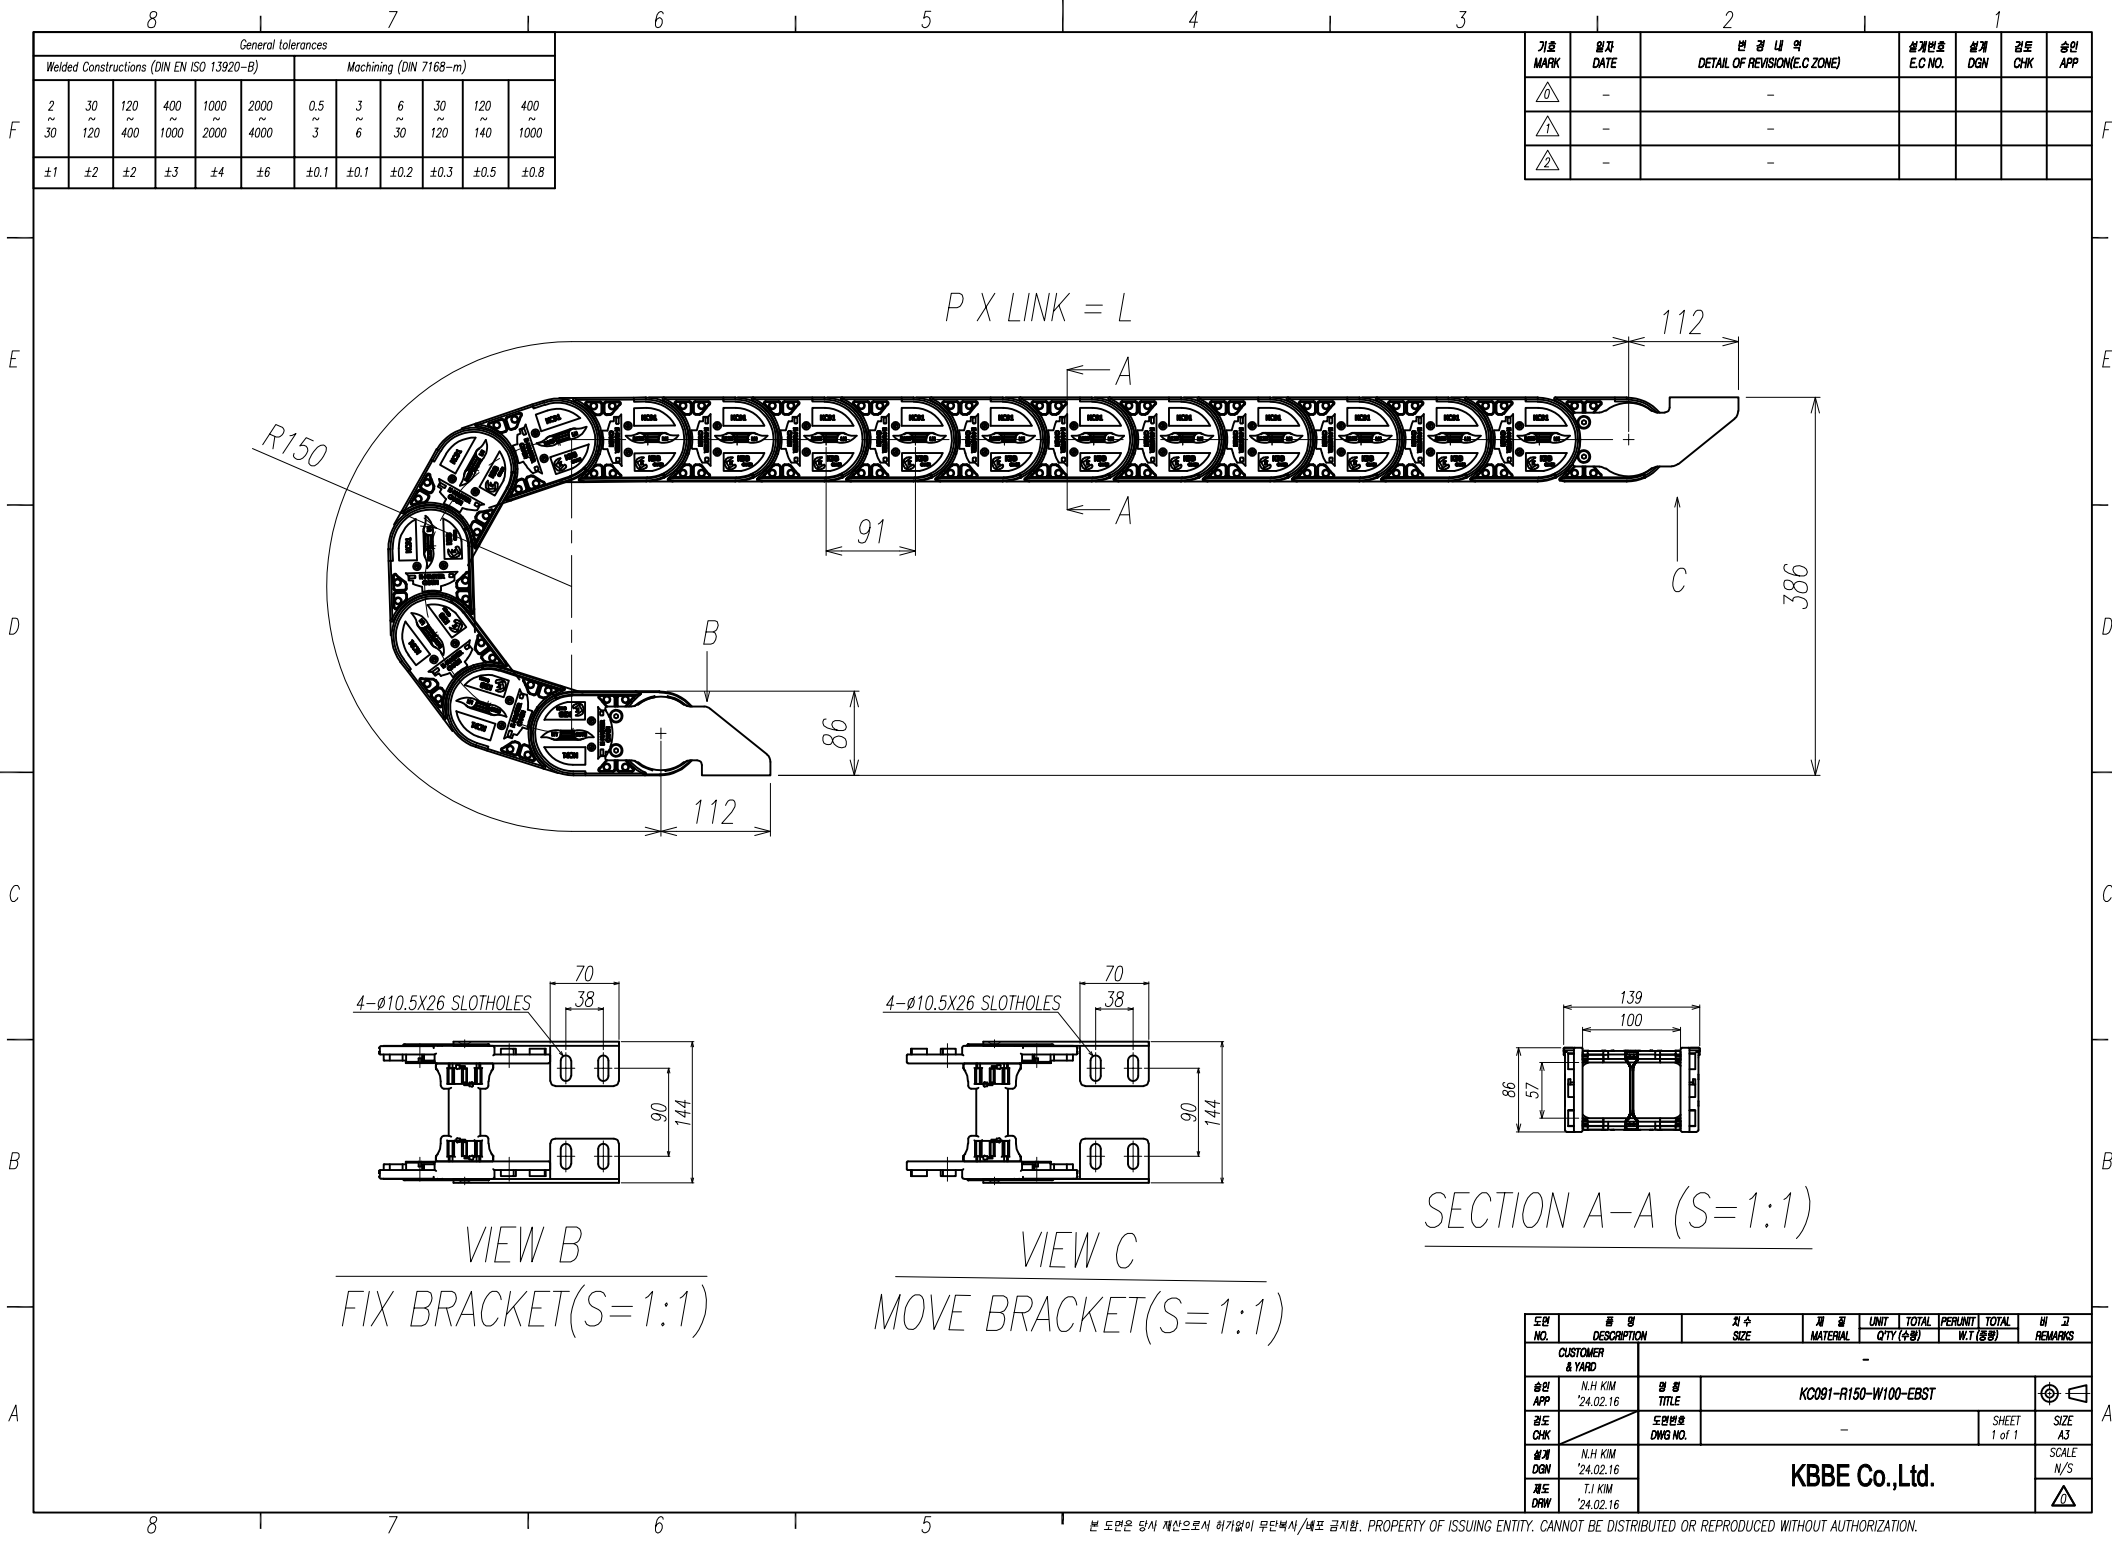 8 7 6 5 4 3 2 1
General tolerances
Welded Constructions (DIN EN ISO 13920-B) Machining (DIN 7168-m)
2 ~ 30 30 ~ 120 120 ~ 400 400 ~ 1000 1000 ~ 2000 2000 ~ 4000 0.5 ~ 3 3 ~ 6 6 ~ 30 30 ~ 120 120 ~ 140 400 ~ 1000
±1 ±2 ±2 ±3 ±4 ±6 ±0.1 ±0.1 ±0.2 ±0.3 ±0.5 ±0.8
기호 일자 변 경 내 역 설계번호 설계 검토 승인
MARK DATE DETAIL OF REVISION(E.C ZONE) E.C NO. DGN CHK APP
0 - -
1 - -
2 - -
F F
E E
D D
C C
B B
A A
P X LINK = L
112
A
R150
A
91
C
386
B
86
112
70
38
4-ø10.5X26 SLOTHOLES
90
144
VIEW B
FIX BRACKET(S=1:1)
70
38
4-ø10.5X26 SLOTHOLES
90
144
VIEW C
MOVE BRACKET(S=1:1)
139
100
86
57
SECTION A-A (S=1:1)
도면 품 명 치 수 재 질 UNIT TOTAL PERUNIT TOTAL 비 고
NO. DESCRIPTION SIZE MATERIAL Q'TY (수량) W.T (중량) REMARKS
CUSTOMER
& YARD
-
승인 APP N.H KIM '24.02.16
명 칭 TITLE KC091-R150-W100-EBST
검도 CHK
도면번호 DWG NO. -
SHEET 1 of 1
SIZE A3
설계 DGN N.H KIM '24.02.16
KBBE Co.,Ltd.
SCALE N/S
제도 DRW T.I KIM '24.02.16
0
8 7 6 5
본 도면은 당사 재산으로서 허가없이 무단복사/배포 금지함. PROPERTY OF ISSUING ENTITY. CANNOT BE DISTRIBUTED OR REPRODUCED WITHOUT AUTHORIZATION.